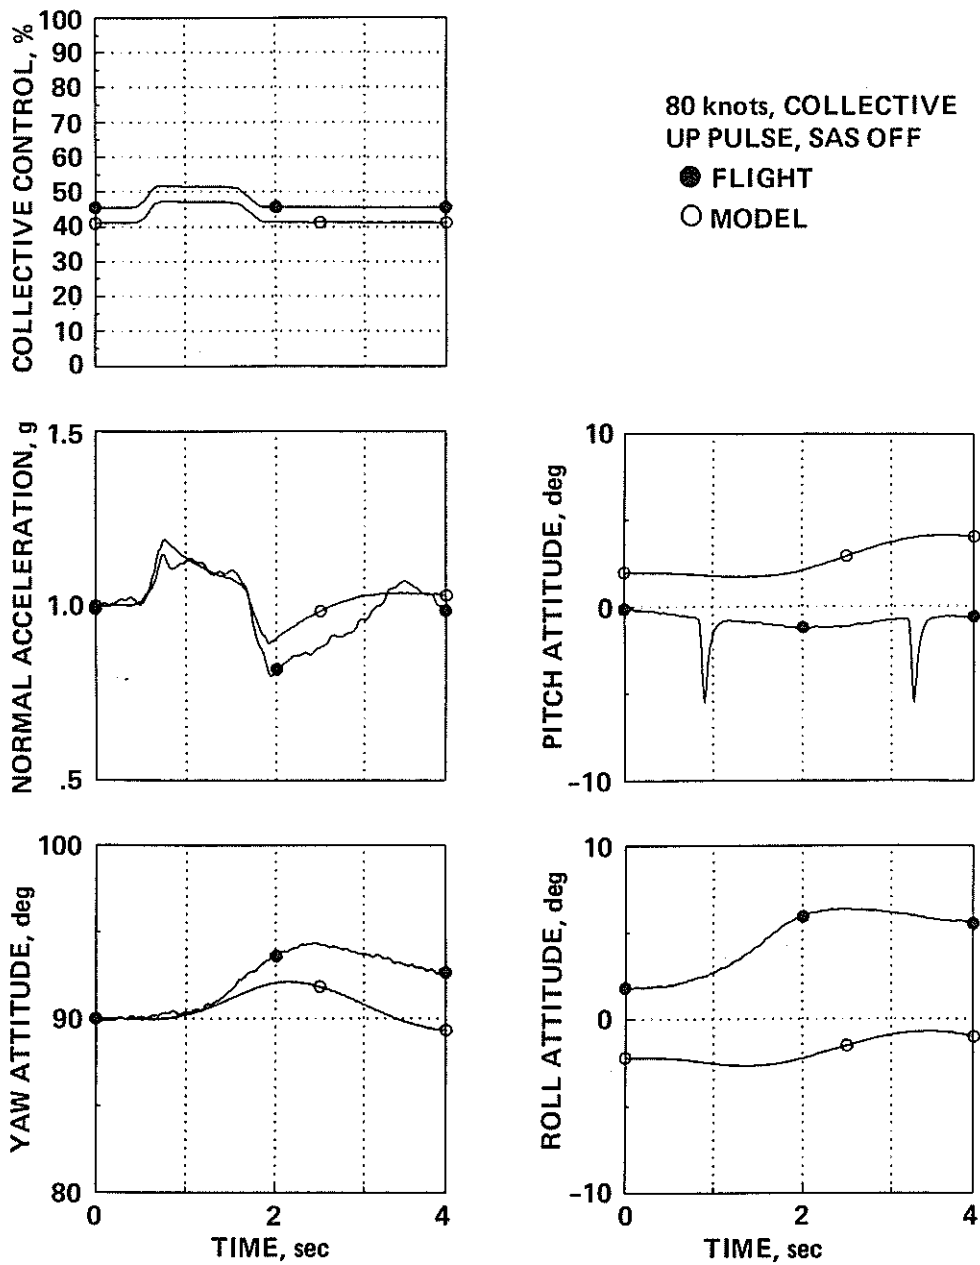 COLLECTIVE CONTROL, %
100
90
80
70
60
50
40
30
20
10
0
80 knots, COLLECTIVE
UP PULSE, SAS OFF
FLIGHT
MODEL
NORMAL ACCELERATION, g
1.5
1.0
.5
PITCH ATTITUDE, deg
10
0
−10
YAW ATTITUDE, deg
100
90
80
0
2
4
TIME, sec
ROLL ATTITUDE, deg
10
0
−10
0
2
4
TIME, sec